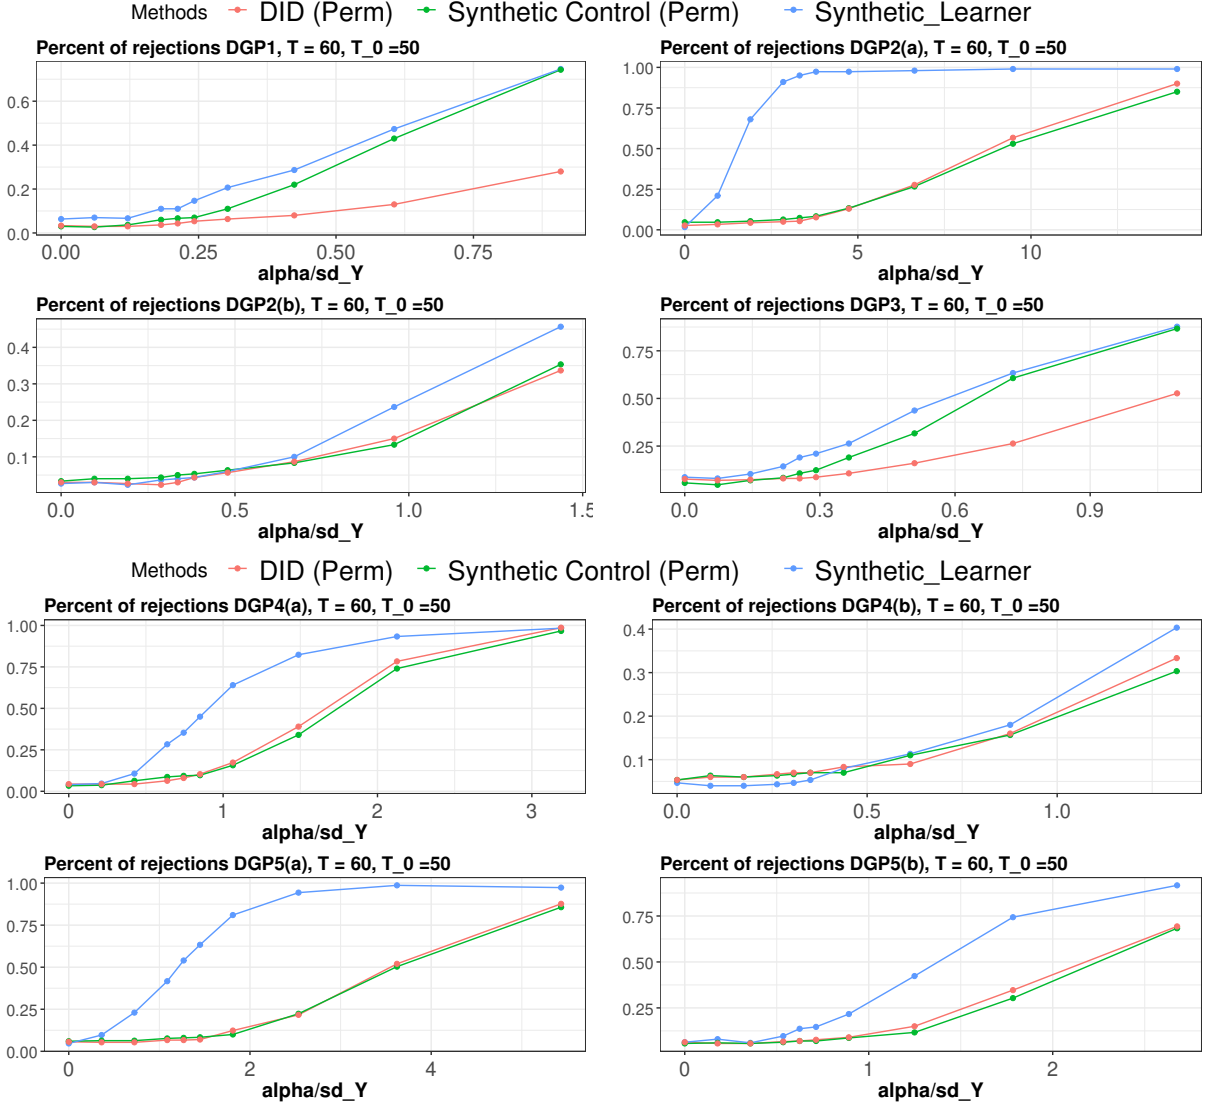 Methods DID (Perm) Synthetic Control (Perm) Synthetic_Learner
Percent of rejections DGP1, T = 60, T_0 =50
0.6
0.4
0.2
0.0
0.00 0.25 0.50 0.75
alpha/sd_Y
Percent of rejections DGP2(a), T = 60, T_0 =50
1.00
0.75
0.50
0.25
0.00
0 5 10
alpha/sd_Y
Percent of rejections DGP2(b), T = 60, T_0 =50
0.4
0.3
0.2
0.1
0.0 0.5 1.0 1.5
alpha/sd_Y
Percent of rejections DGP3, T = 60, T_0 =50
0.75
0.50
0.25
0.0 0.3 0.6 0.9
alpha/sd_Y
Methods DID (Perm) Synthetic Control (Perm) Synthetic_Learner
Percent of rejections DGP4(a), T = 60, T_0 =50
1.00
0.75
0.50
0.25
0.00
0 1 2 3
alpha/sd_Y
Percent of rejections DGP4(b), T = 60, T_0 =50
0.4
0.3
0.2
0.1
0.0 0.5 1.0
alpha/sd_Y
Percent of rejections DGP5(a), T = 60, T_0 =50
1.00
0.75
0.50
0.25
0.00
0 2 4
alpha/sd_Y
Percent of rejections DGP5(b), T = 60, T_0 =50
0.75
0.50
0.25
0 1 2
alpha/sd_Y